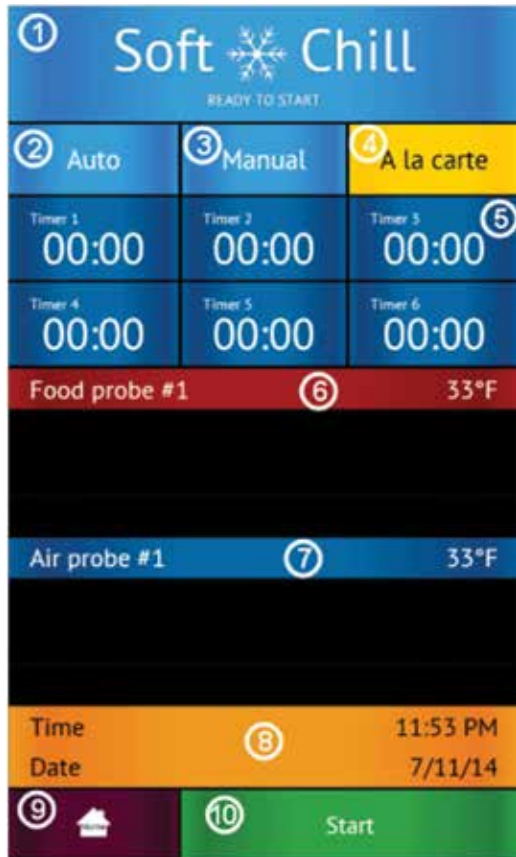 ① Soft Chill
READY TO START
② Auto ③ Manual ④ A la carte
Timer 1 Timer 2 Timer 3 ⑤
00:00 00:00 00:00
Timer 4 Timer 5 Timer 6
00:00 00:00 00:00
Food probe #1 ⑥ 33°F
Air probe #1 ⑦ 33°F
Time 11:53 PM
⑧
Date 7/11/14
⑨ ⑩ Start